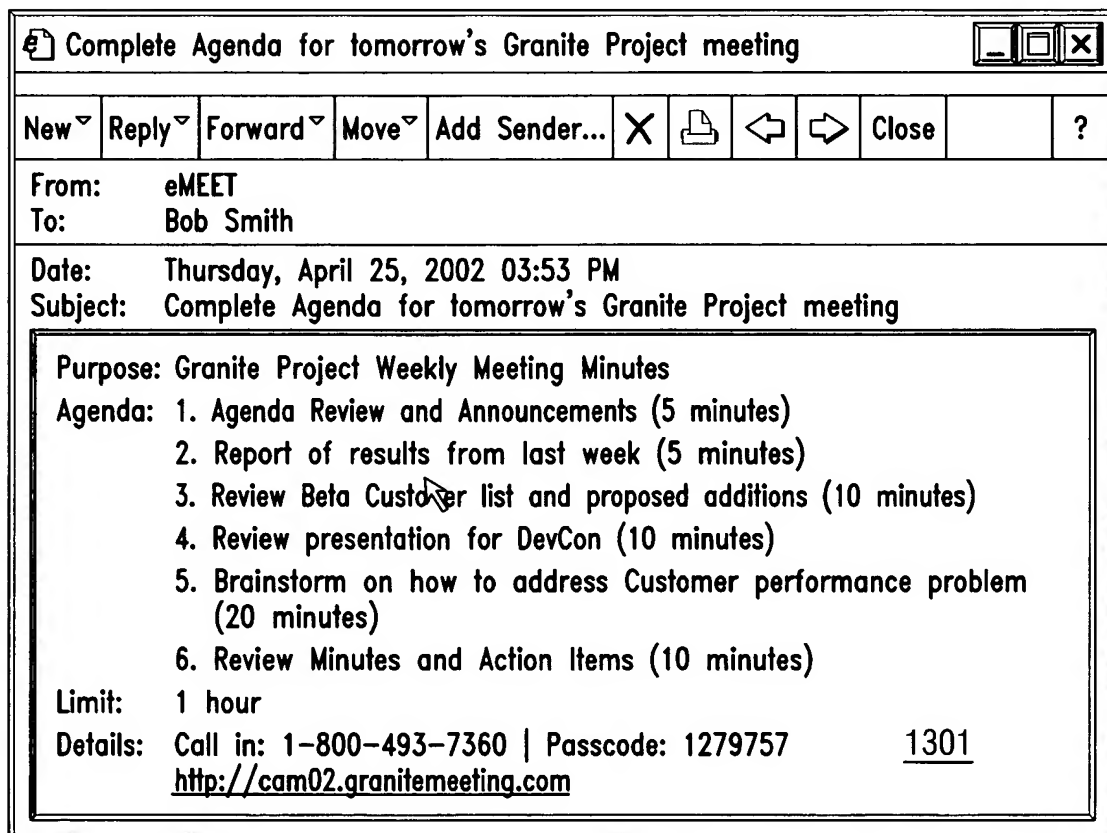 Complete Agenda for tomorrow's Granite Project meeting
New Reply Forward Move Add Sender... X Close ?
From: eMEET
To: Bob Smith
Date: Thursday, April 25, 2002 03:53 PM
Subject: Complete Agenda for tomorrow's Granite Project meeting
Purpose: Granite Project Weekly Meeting Minutes
Agenda: 1. Agenda Review and Announcements (5 minutes)
2. Report of results from last week (5 minutes)
3. Review Beta Customer list and proposed additions (10 minutes)
4. Review presentation for DevCon (10 minutes)
5. Brainstorm on how to address Customer performance problem
(20 minutes)
6. Review Minutes and Action Items (10 minutes)
Limit: 1 hour
Details: Call in: 1-800-493-7360 | Passcode: 1279757 1301
http://cam02.granitemeeting.com